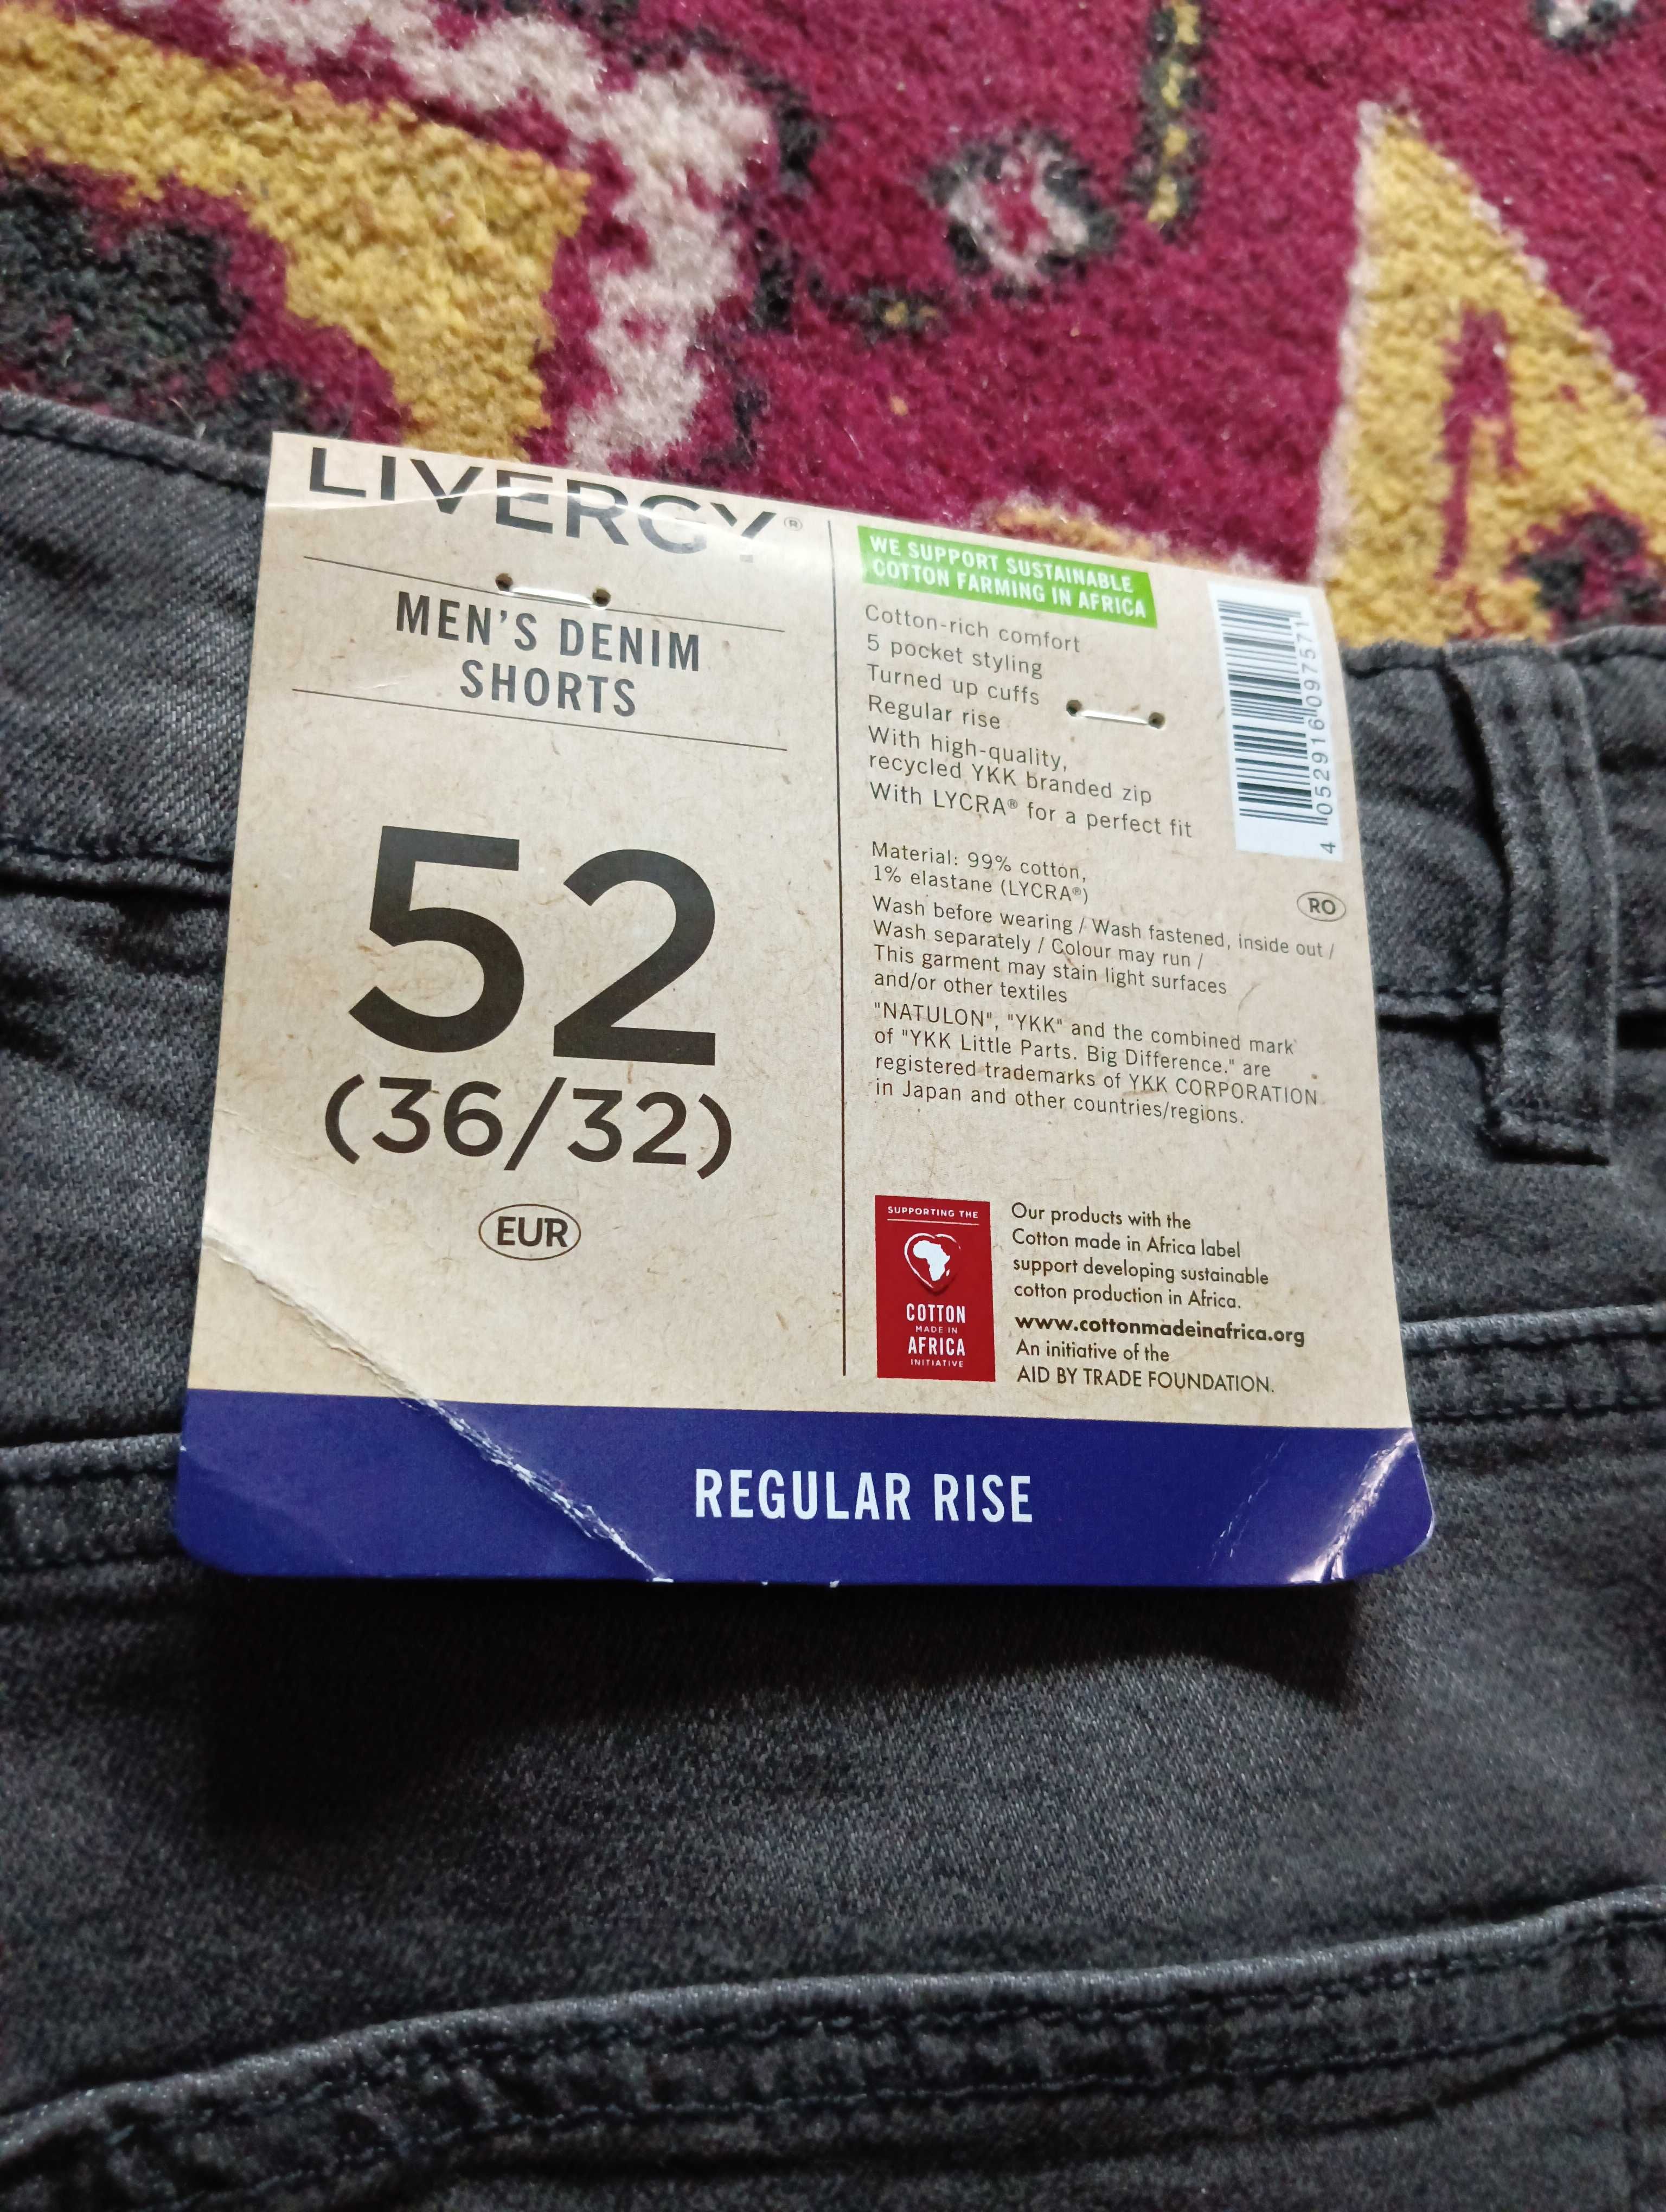 LIVERGY®
MEN'S DENIM
SHORTS
52
(36/32)
EUR
WE SUPPORT SUSTAINABLE
COTTON FARMING IN AFRICA
Cotton-rich comfort
5 pocket styling
Turned up cuffs
Regular rise
With high-quality,
recycled YKK branded zip
With LYCRA® for a perfect fit
Material: 99% cotton,
1% elastane (LYCRA®)
Wash before wearing / Wash fastened, inside out /
Wash separately / Colour may run /
This garment may stain light surfaces
and/or other textiles
"NATULON", "YKK" and the combined mark
of "YKK Little Parts. Big Difference." are
registered trademarks of YKK CORPORATION
in Japan and other countries/regions.
4 052916 097571
RO
SUPPORTING THE
COTTON
MADE IN
AFRICA
INITIATIVE
Our products with the
Cotton made in Africa label
support developing sustainable
cotton production in Africa.
www.cottonmadeinafrica.org
An initiative of the
AID BY TRADE FOUNDATION.
REGULAR RISE